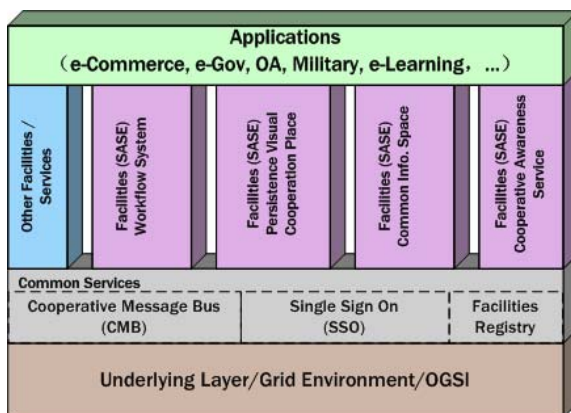 Applications
（e-Commerce, e-Gov, OA, Military, e-Learning， ...）
Other Facilities /
Services
Facilities (SASE)
Workflow System
Facilities (SASE)
Persistence Visual
Cooperation Place
Facilities (SASE)
Common Info. Space
Facilities (SASE)
Cooperative Awareness
Service
Common Services
Cooperative Message Bus
(CMB)
Single Sign On
(SSO)
Facilities
Registry
Underlying Layer/Grid Environment/OGSI